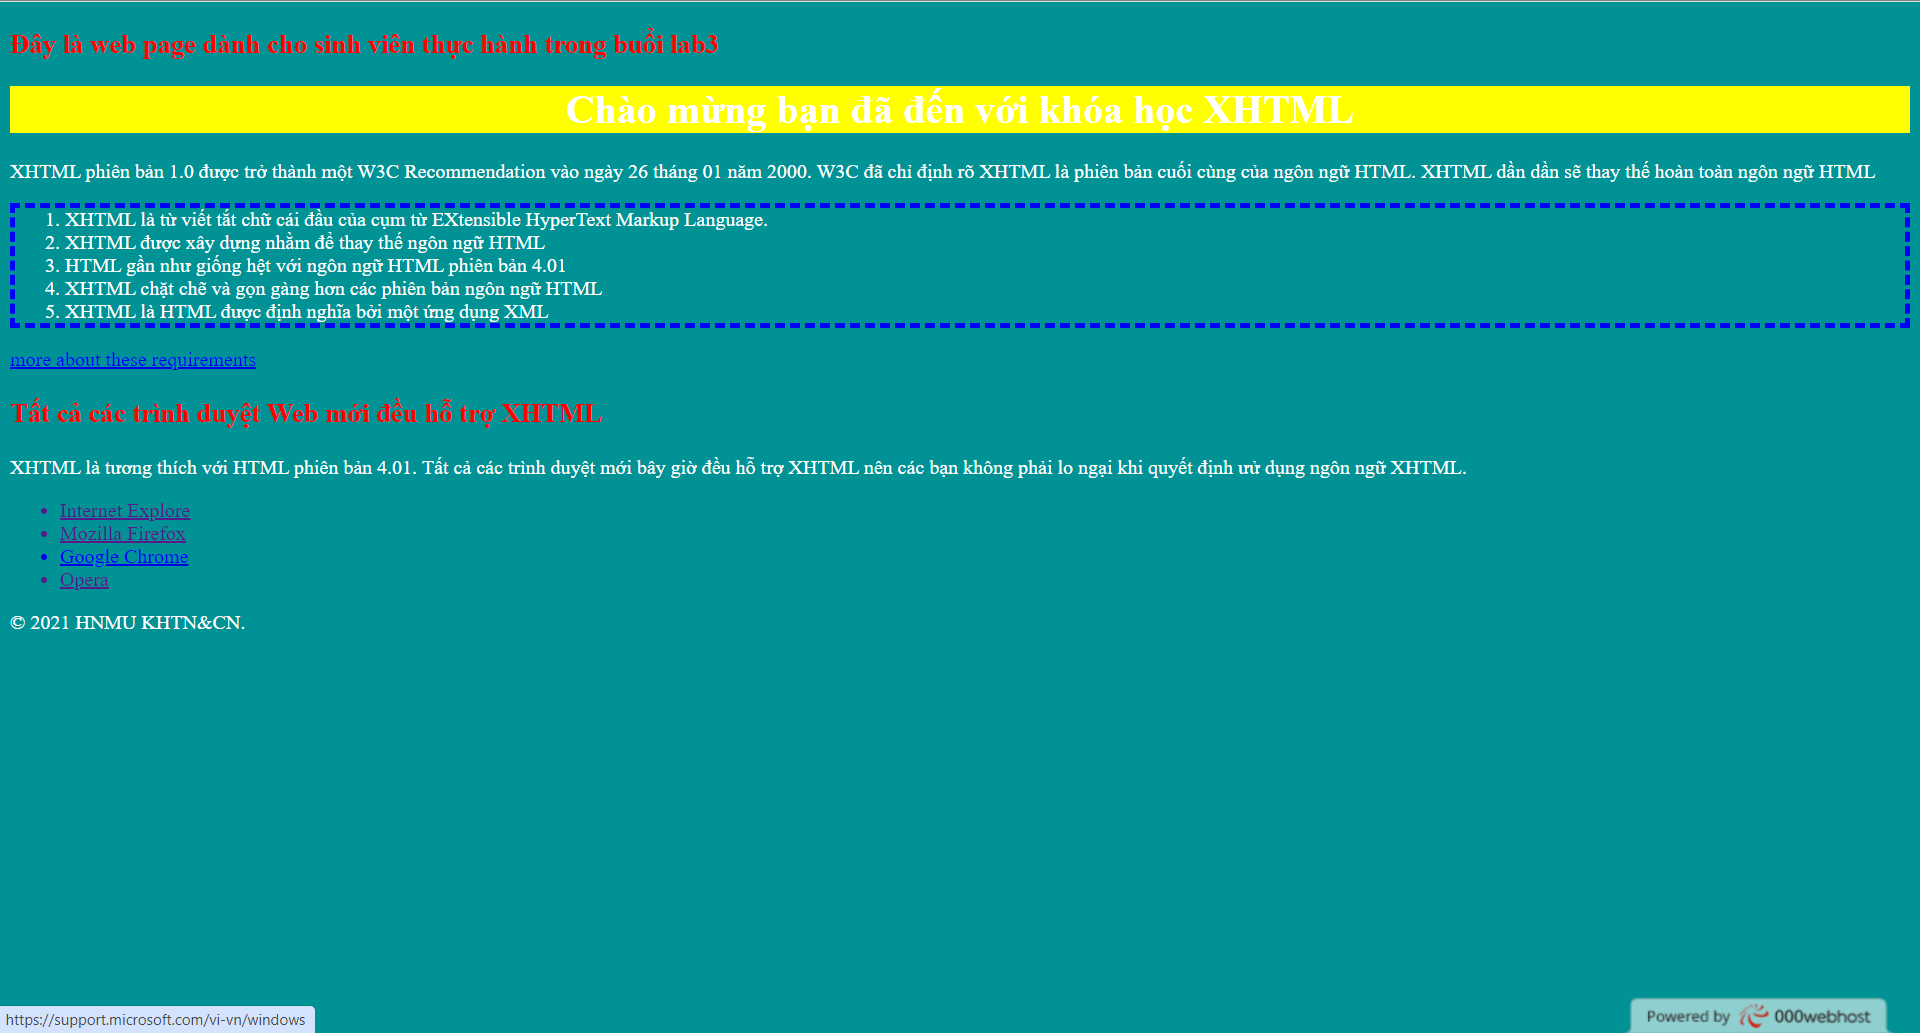 Đây là web page dành cho sinh viên thực hành trong buổi lab3
Chào mừng bạn đã đến với khóa học XHTML
XHTML phiên bản 1.0 được trở thành một W3C Recommendation vào ngày 26 tháng 01 năm 2000. W3C đã chỉ định rõ XHTML là phiên bản cuối cùng của ngôn ngữ HTML. XHTML dần dần sẽ thay thế hoàn toàn ngôn ngữ HTML
1. XHTML là từ viết tắt chữ cái đầu của cụm từ EXtensible HyperText Markup Language.
2. XHTML được xây dựng nhằm để thay thế ngôn ngữ HTML
3. HTML gần như giống hệt với ngôn ngữ HTML phiên bản 4.01
4. XHTML chặt chẽ và gọn gàng hơn các phiên bản ngôn ngữ HTML
5. XHTML là HTML được định nghĩa bởi một ứng dụng XML
more about these requirements
Tất cả các trình duyệt Web mới đều hỗ trợ XHTML
XHTML là tương thích với HTML phiên bản 4.01. Tất cả các trình duyệt mới bây giờ đều hỗ trợ XHTML nên các bạn không phải lo ngại khi quyết định ưử dụng ngôn ngữ XHTML.
• Internet Explore
• Mozilla Firefox
• Google Chrome
• Opera
© 2021 HNMU KHTN&CN.
https://support.microsoft.com/vi-vn/windows
Powered by 000webhost